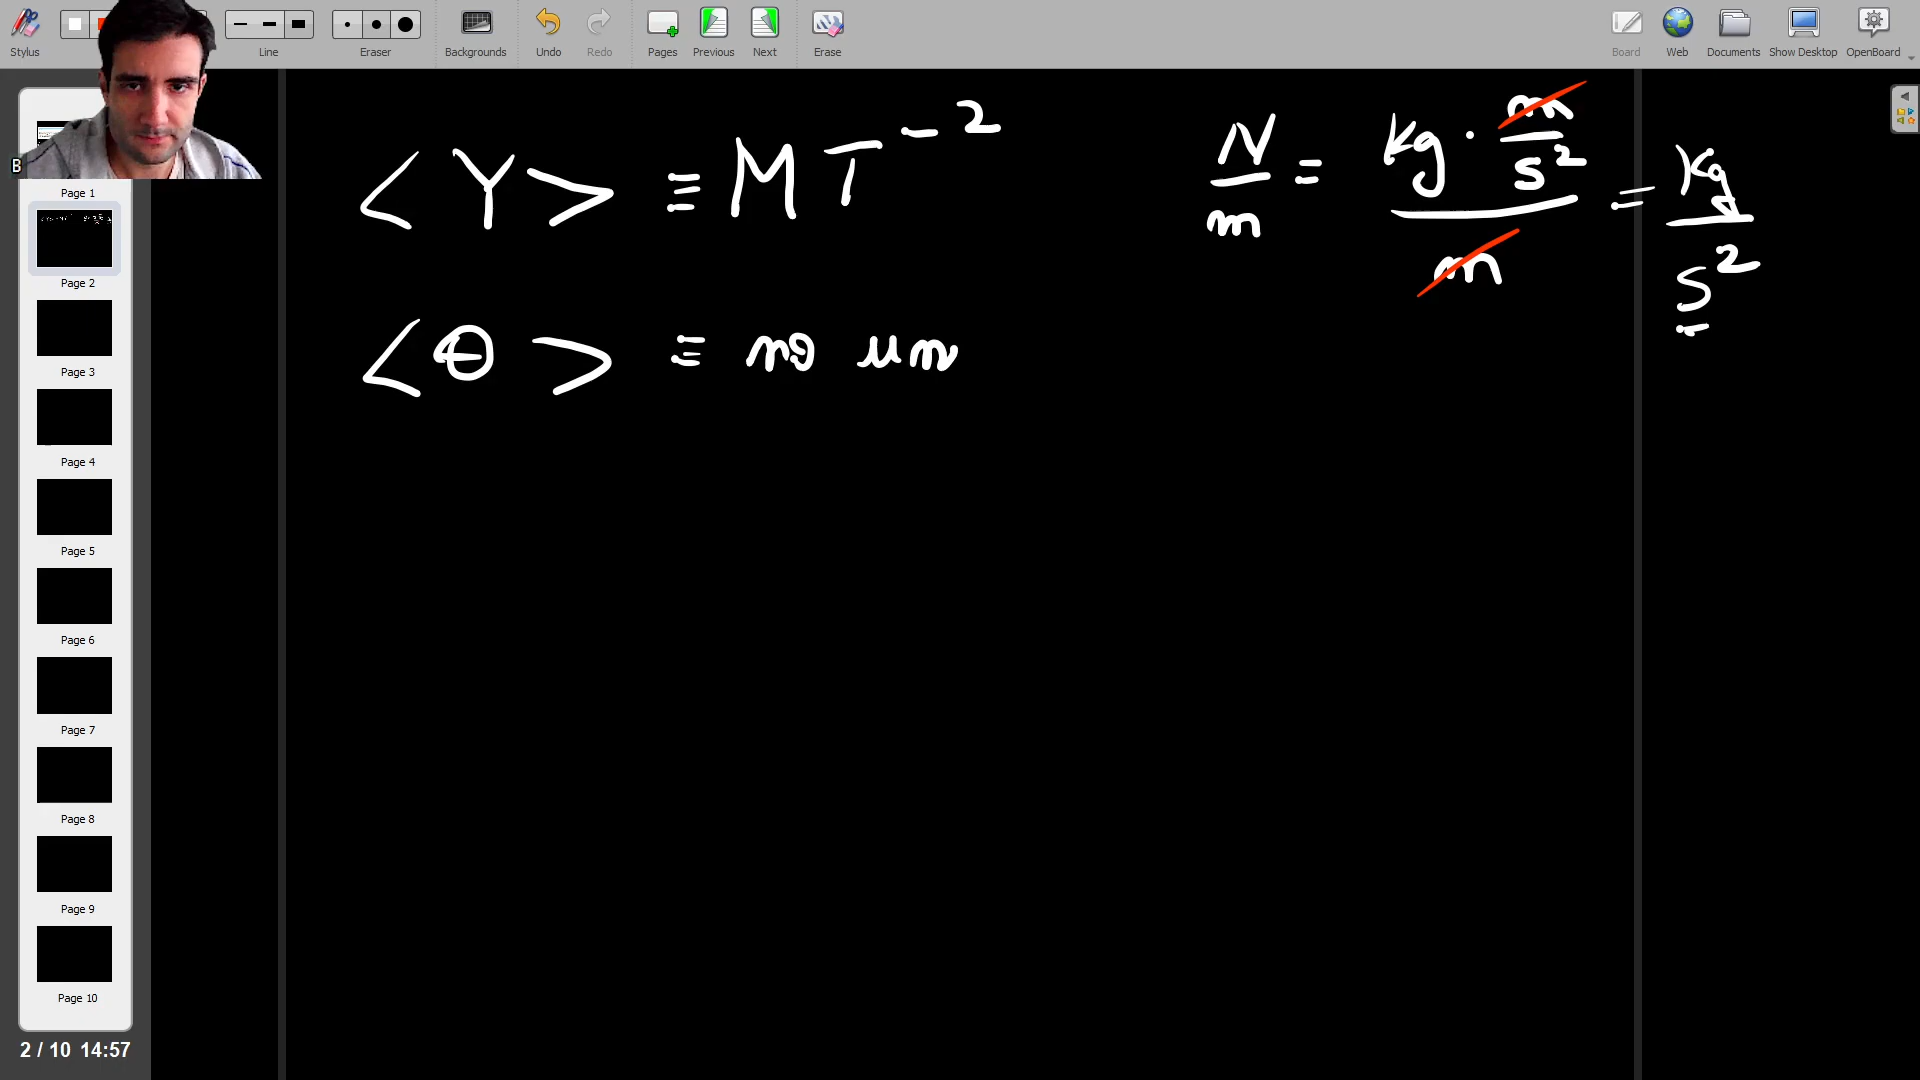 Stylus
Line
Eraser
Backgrounds
Undo
Redo
Pages
Previous
Next
Erase
Board
Web
Documents
Show Desktop
OpenBoard
B
Page 1
Page 2
Page 3
Page 4
Page 5
Page 6
Page 7
Page 8
Page 9
Page 10
2 / 10 14:57
< Y > ≡ M T⁻²
N/m = (kg · m/s²)/m = kg/s²
< Θ > ≡ no un